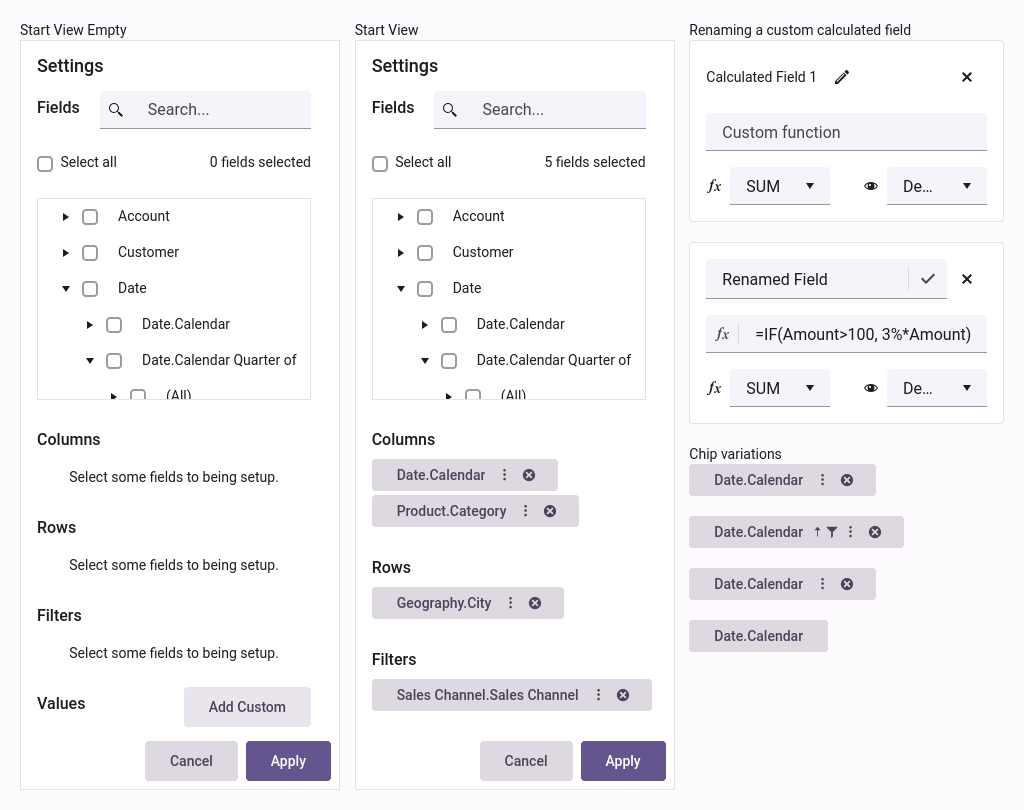 Start View Empty
Settings
Fields
Search...
Select all
0 fields selected
Account
Customer
Date
Date.Calendar
Date.Calendar Quarter of
(All)
Columns
Select some fields to being setup.
Rows
Select some fields to being setup.
Filters
Select some fields to being setup.
Values
Add Custom
Cancel
Apply
Start View
Settings
Fields
Search...
Select all
5 fields selected
Account
Customer
Date
Date.Calendar
Date.Calendar Quarter of
(All)
Columns
Date.Calendar
Product.Category
Rows
Geography.City
Filters
Sales Channel.Sales Channel
Cancel
Apply
Renaming a custom calculated field
Calculated Field 1
Custom function
fx SUM
De...
Renamed Field
fx =IF(Amount>100, 3%*Amount)
fx SUM
De...
Chip variations
Date.Calendar
Date.Calendar
Date.Calendar
Date.Calendar